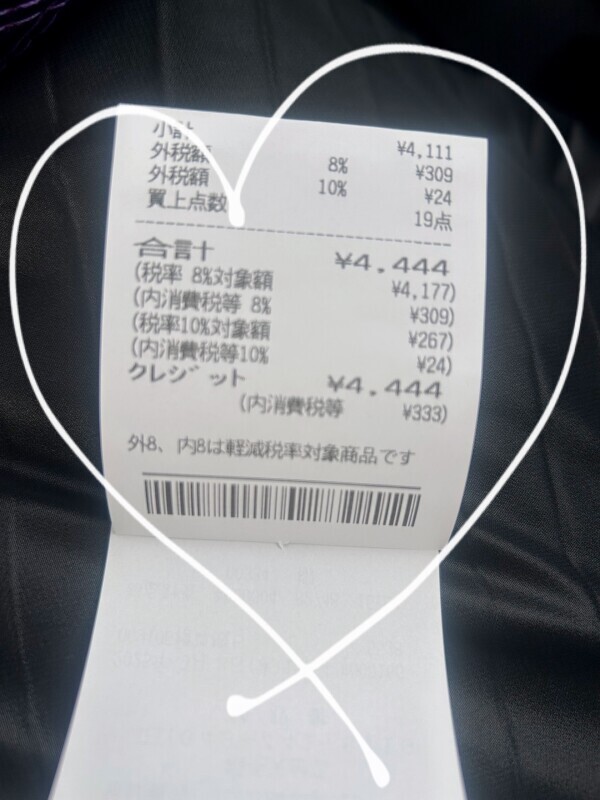 小計 ¥4,111
外税額 8% ¥309
外税額 10% ¥24
買上点数 19点
合計 ¥4,444
(税率 8%対象額 ¥4,177)
(内消費税等 8% ¥309)
(税率10%対象額 ¥267)
(内消費税等10% ¥24)
クレジット ¥4,444
(内消費税等 ¥333)
外8、内8は軽減税率対象商品です